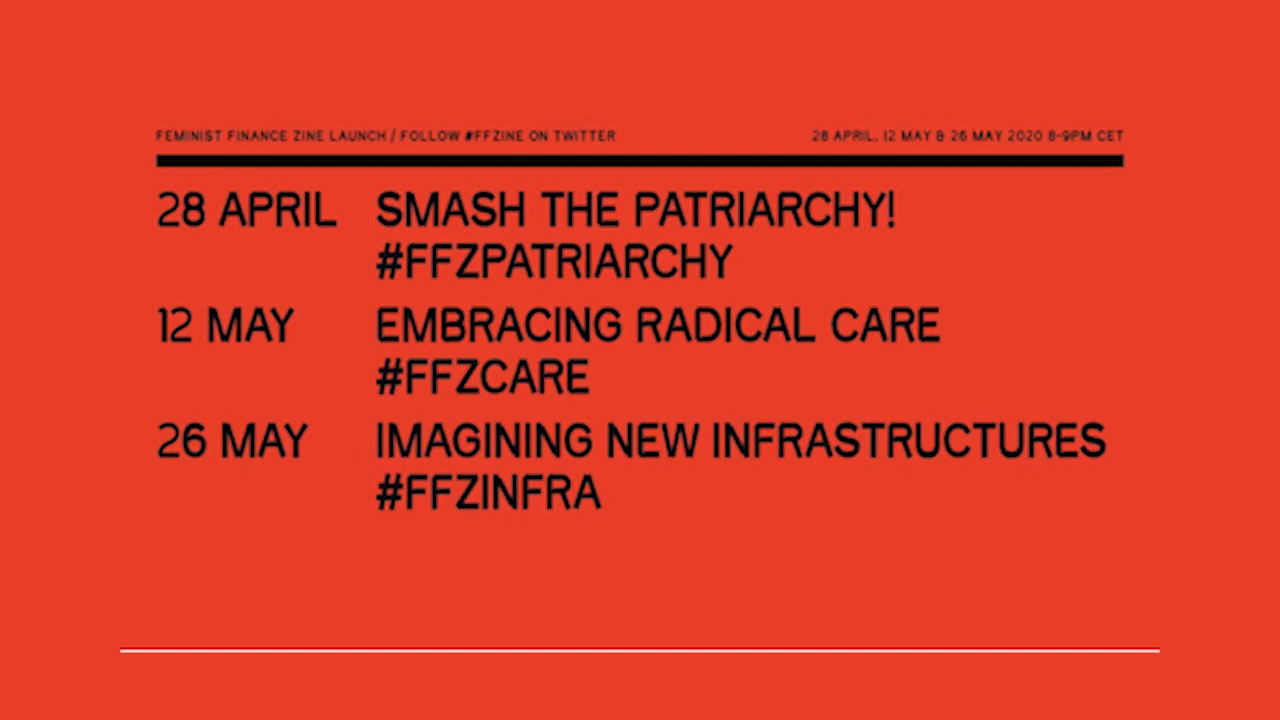 FEMINIST FINANCE ZINE LAUNCH / FOLLOW #FFZINE ON TWITTER
28 APRIL, 12 MAY & 26 MAY 2020 8-9PM CET
28 APRIL SMASH THE PATRIARCHY!
#FFZPATRIARCHY
12 MAY EMBRACING RADICAL CARE
#FFZCARE
26 MAY IMAGINING NEW INFRASTRUCTURES
#FFZINFRA